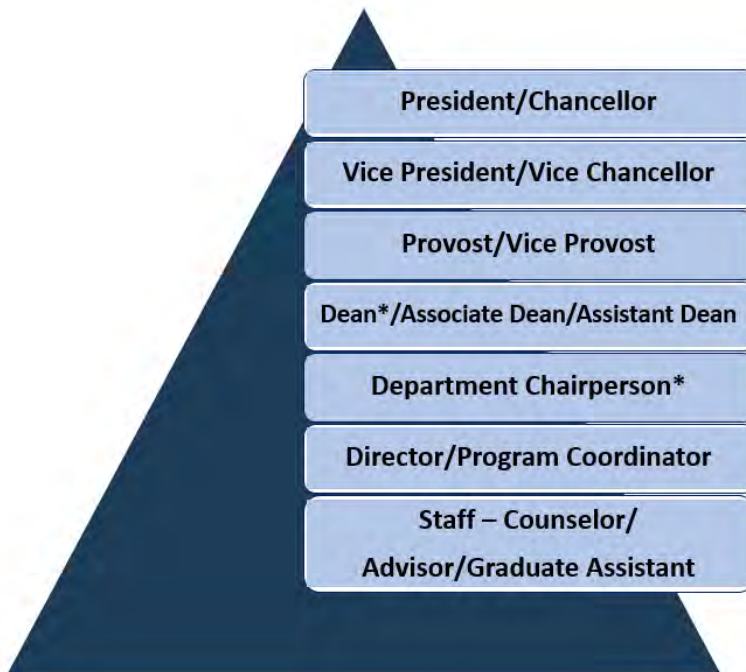 President/Chancellor
Vice President/Vice Chancellor
Provost/Vice Provost
Dean*/Associate Dean/Assistant Dean
Department Chairperson*
Director/Program Coordinator
Staff – Counselor/
Advisor/Graduate Assistant